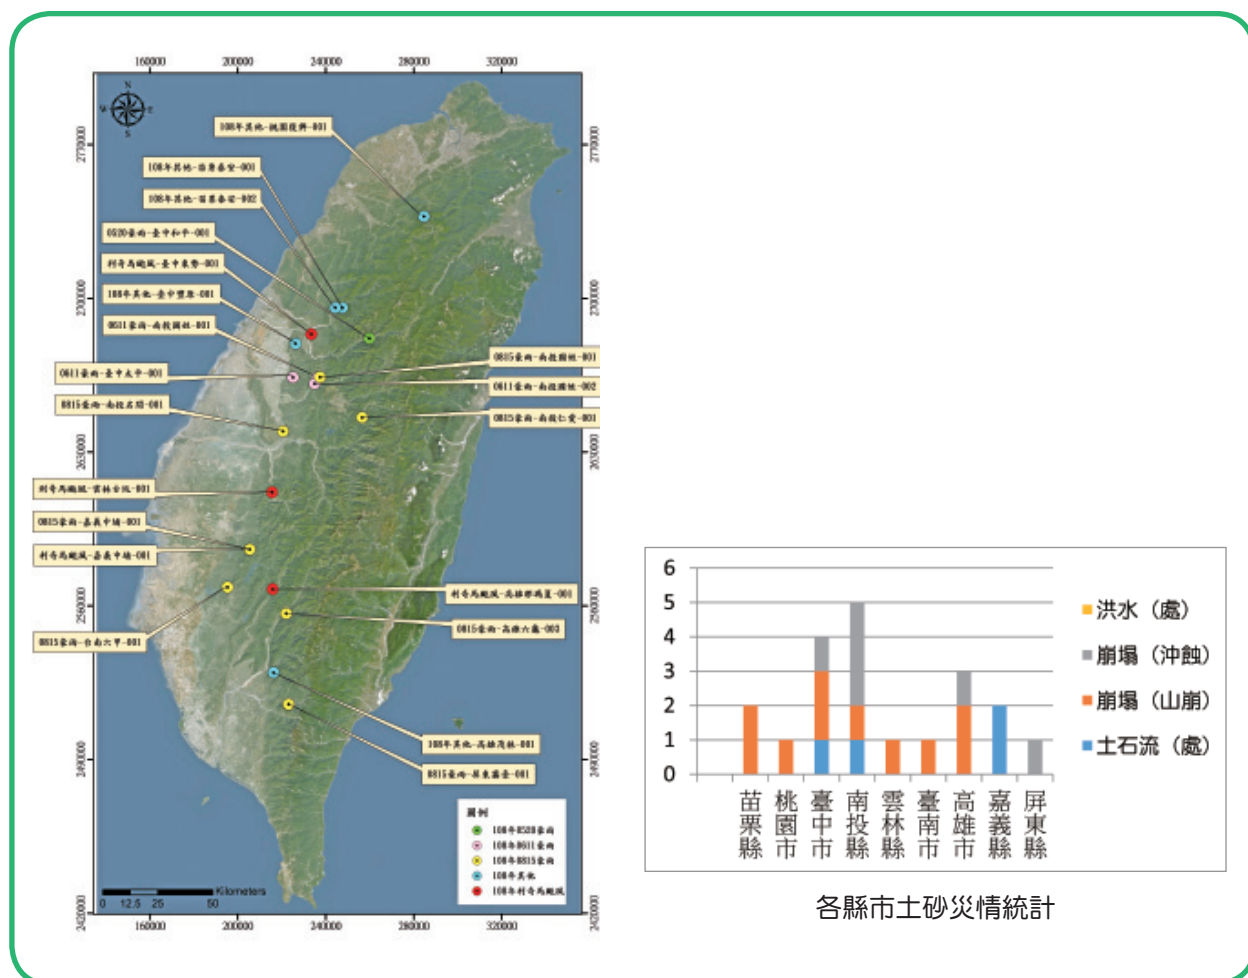 160000 200000 240000 280000 320000
N
W E
S
2770000 2770000
108年其他-桃園復興-001
108年其他-苗栗泰安-001
108年其他-苗栗泰安-002
0520豪雨-臺中和平-001
利奇馬颱風-臺中東勢-001
2700000 2700000
108年其他-臺中豐原-001
0611豪雨-南投國姓-001
0815豪雨-南投國姓-001
0611豪雨-臺中太平-001
0611豪雨-南投國姓-002
0815豪雨-南投名間-001
0815豪雨-南投仁愛-001
2630000 2630000
利奇馬颱風-雲林古坑-001
0815豪雨-嘉義中埔-001
利奇馬颱風-嘉義中埔-001
利奇馬颱風-高雄那瑪夏-001
2560000 2560000
0815豪雨-高雄六龜-003
0815豪雨-台南六甲-001
108年其他-高雄茂林-001
2490000 2490000
0815豪雨-屏東霧臺-001
圖例
108年0520豪雨
108年0611豪雨
108年0815豪雨
108年其他
108年利奇馬颱風
Kilometers
0 12.5 25 50
2420000 2420000
160000 200000 240000 280000 320000
6
5
4
3
2
1
0
洪水（處）
崩塌（沖蝕）
崩塌（山崩）
土石流（處）
苗栗縣
桃園市
臺中市
南投縣
雲林縣
臺南市
高雄市
嘉義縣
屏東縣
各縣市土砂災情統計